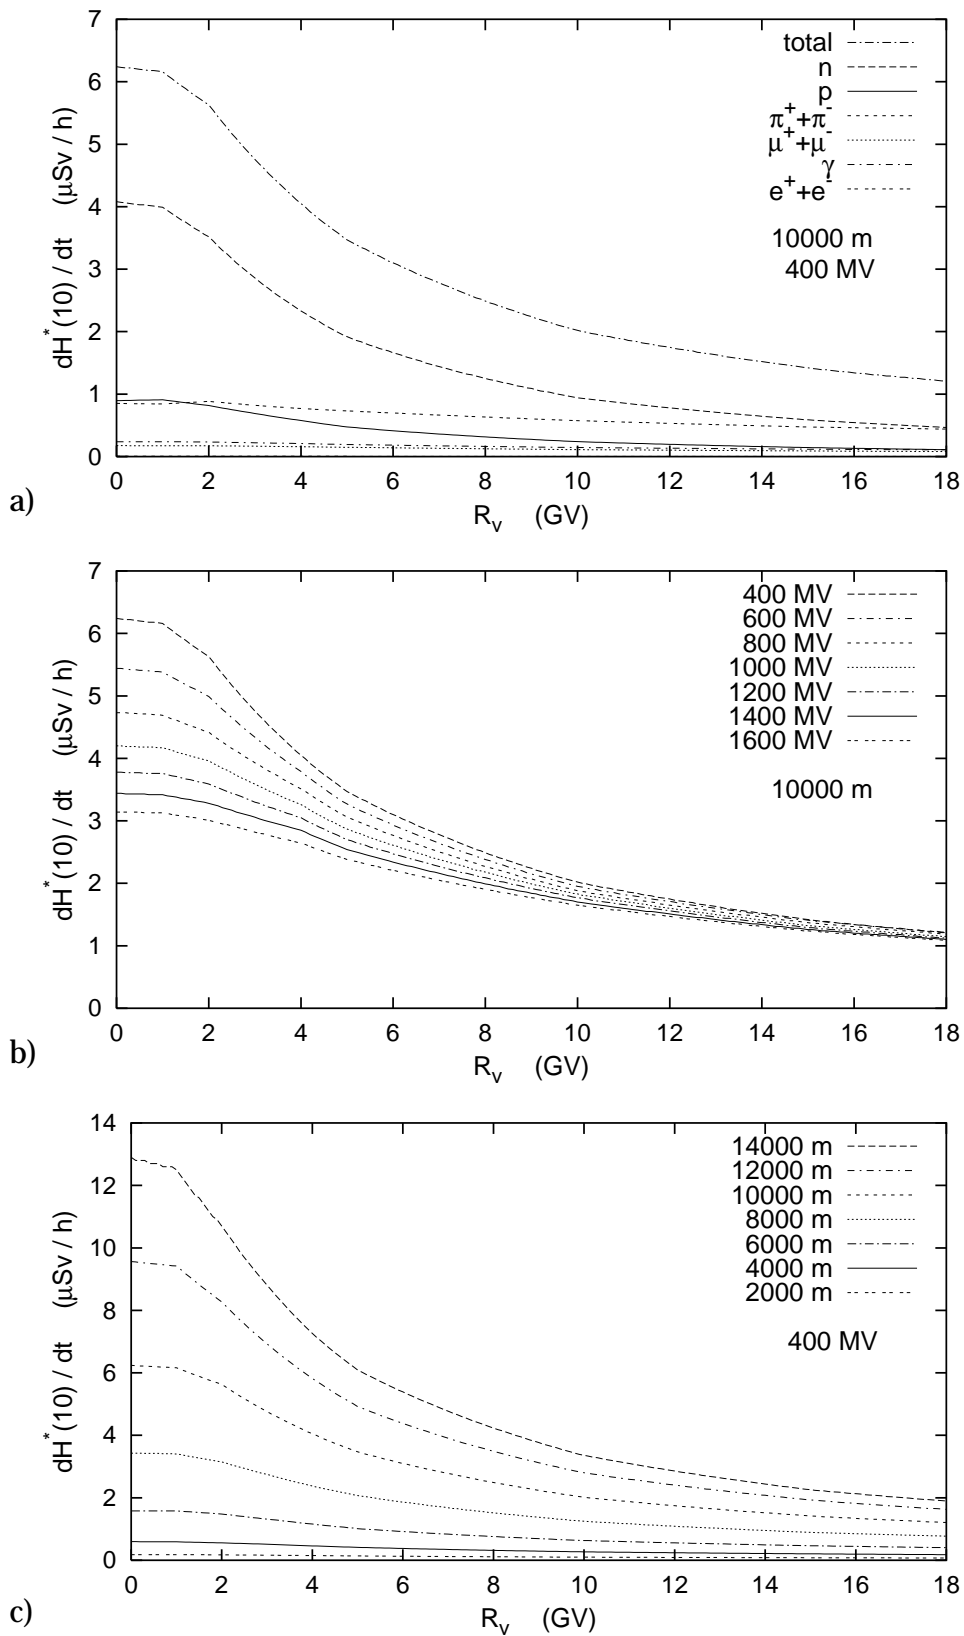 7
6
5
4
3
2
1
0
dH*(10) / dt (μSv / h)
total
n
p
π⁺+π⁻
μ⁺+μ⁻
γ
e⁺+e⁻
10000 m
400 MV
0 2 4 6 8 10 12 14 16 18
R_v (GV)
a)
7
6
5
4
3
2
1
0
dH*(10) / dt (μSv / h)
400 MV
600 MV
800 MV
1000 MV
1200 MV
1400 MV
1600 MV
10000 m
0 2 4 6 8 10 12 14 16 18
R_v (GV)
b)
14
12
10
8
6
4
2
0
dH*(10) / dt (μSv / h)
14000 m
12000 m
10000 m
8000 m
6000 m
4000 m
2000 m
400 MV
0 2 4 6 8 10 12 14 16 18
R_v (GV)
c)